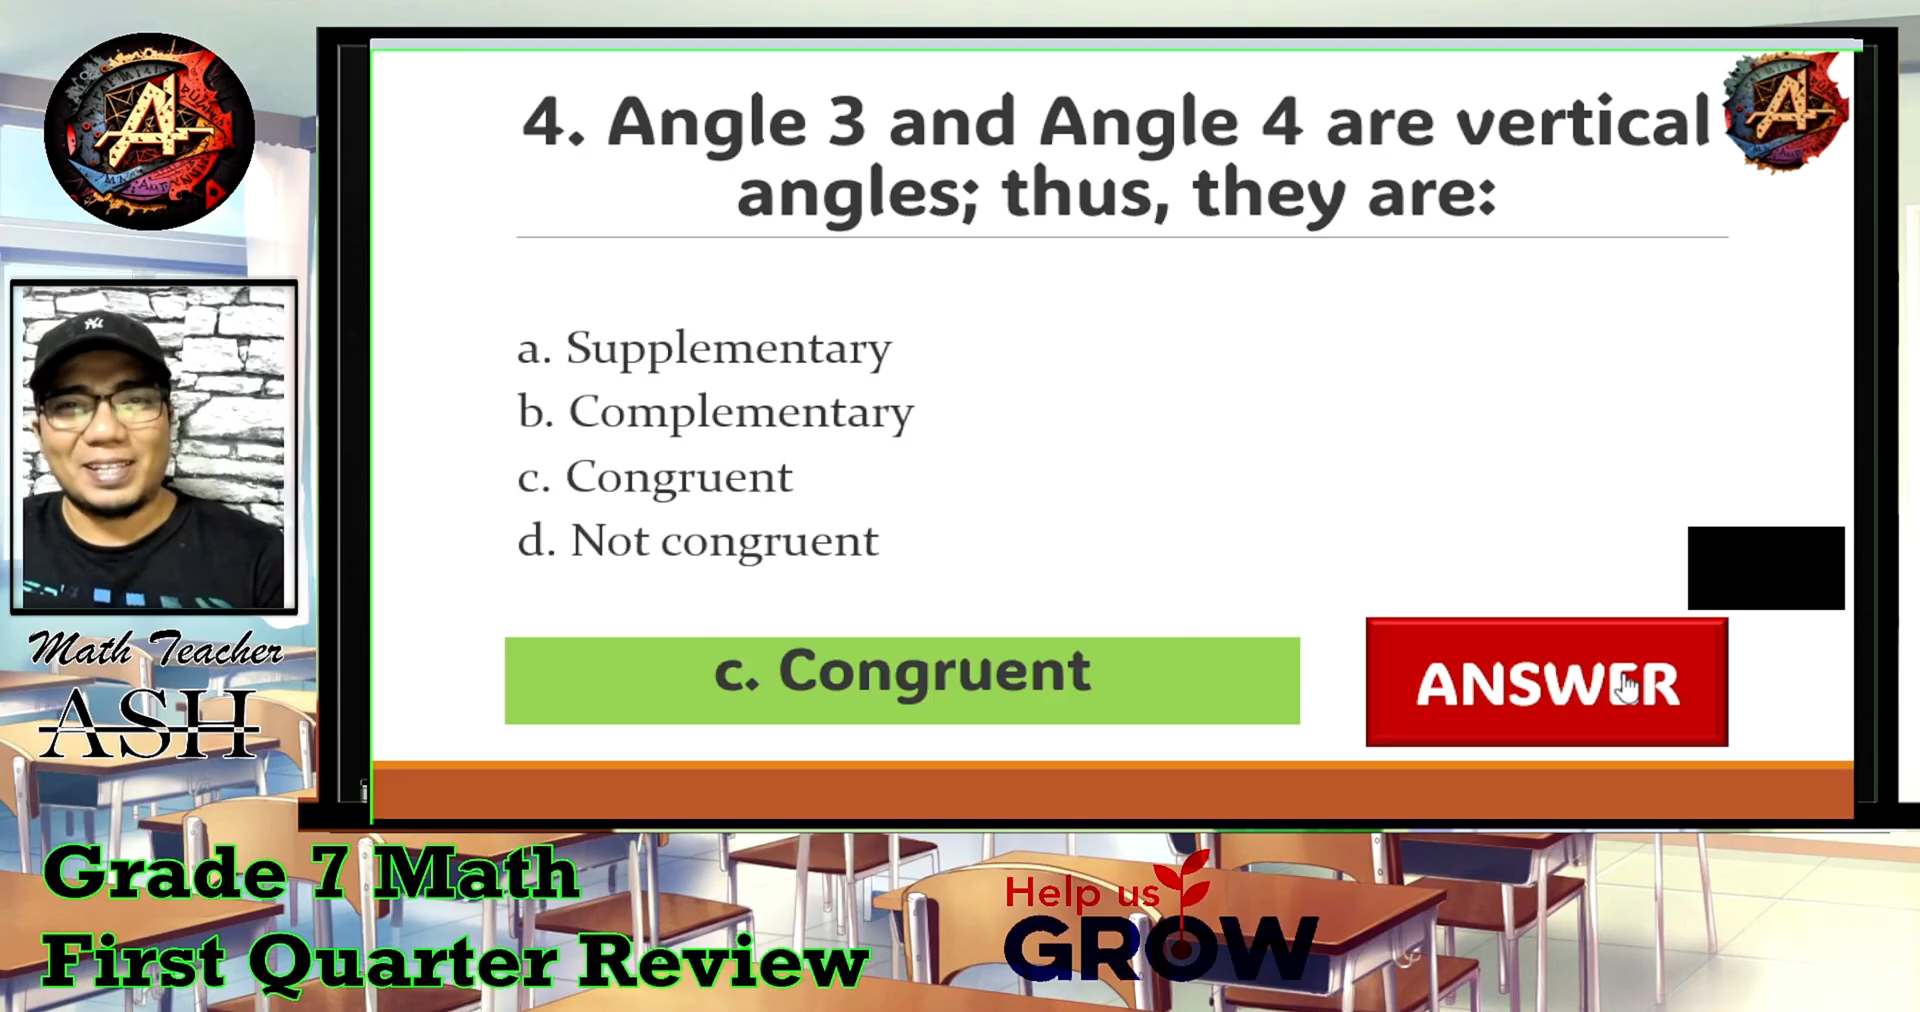 4. Angle 3 and Angle 4 are vertical
angles; thus, they are:
a. Supplementary
b. Complementary
c. Congruent
d. Not congruent
c. Congruent
ANSWER
Math Teacher
ASH
Grade 7 Math
First Quarter Review
Help us
GROW